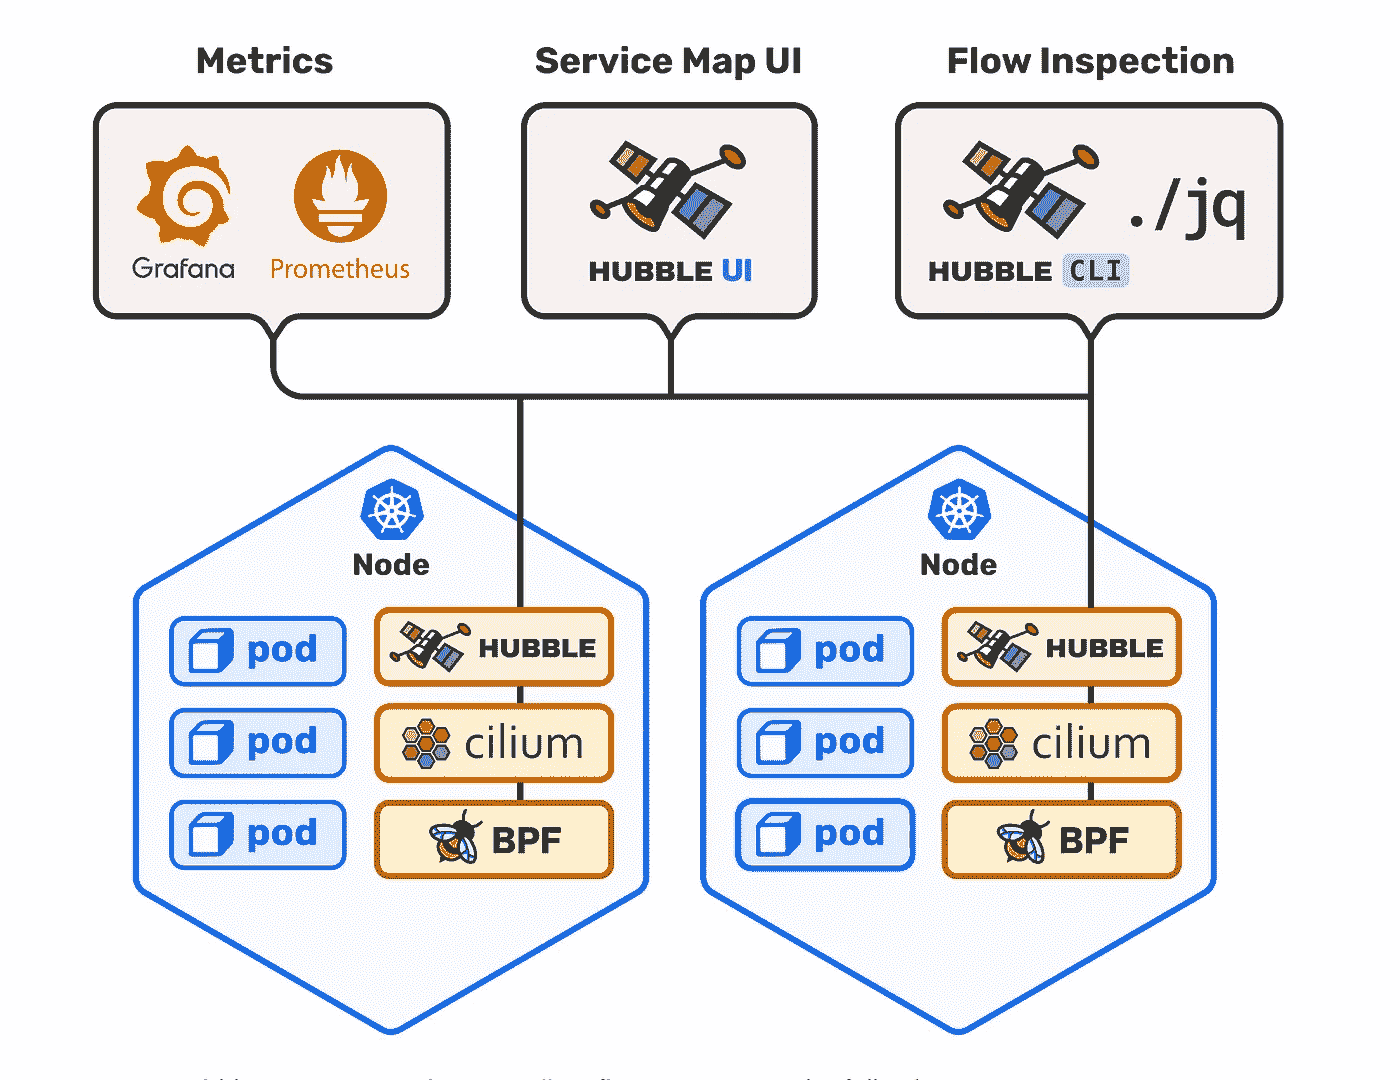 Metrics
Service Map UI
Flow Inspection
Grafana
Prometheus
HUBBLE UI
./jq
HUBBLE CLI
Node
pod
HUBBLE
pod
cilium
pod
BPF
Node
pod
HUBBLE
pod
cilium
pod
BPF